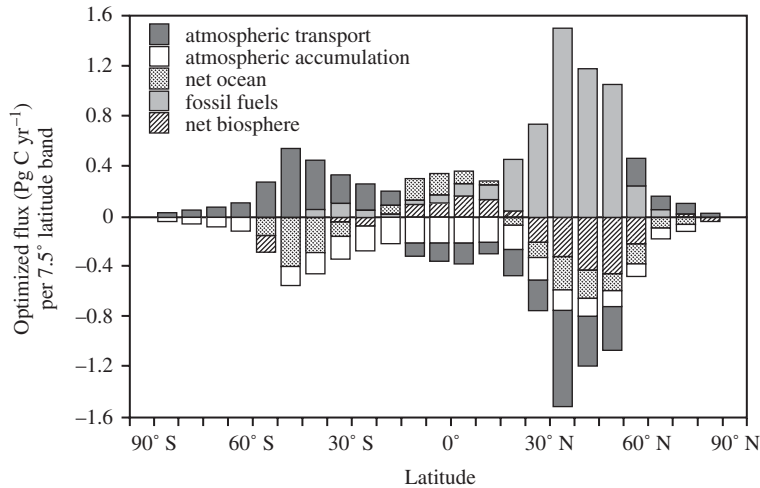 1.6
1.2
0.8
0.4
0
–0.4
–0.8
–1.2
–1.6
Optimized flux (Pg C yr⁻¹)
per 7.5° latitude band
atmospheric transport
atmospheric accumulation
net ocean
fossil fuels
net biosphere
90° S 60° S 30° S 0° 30° N 60° N 90° N
Latitude